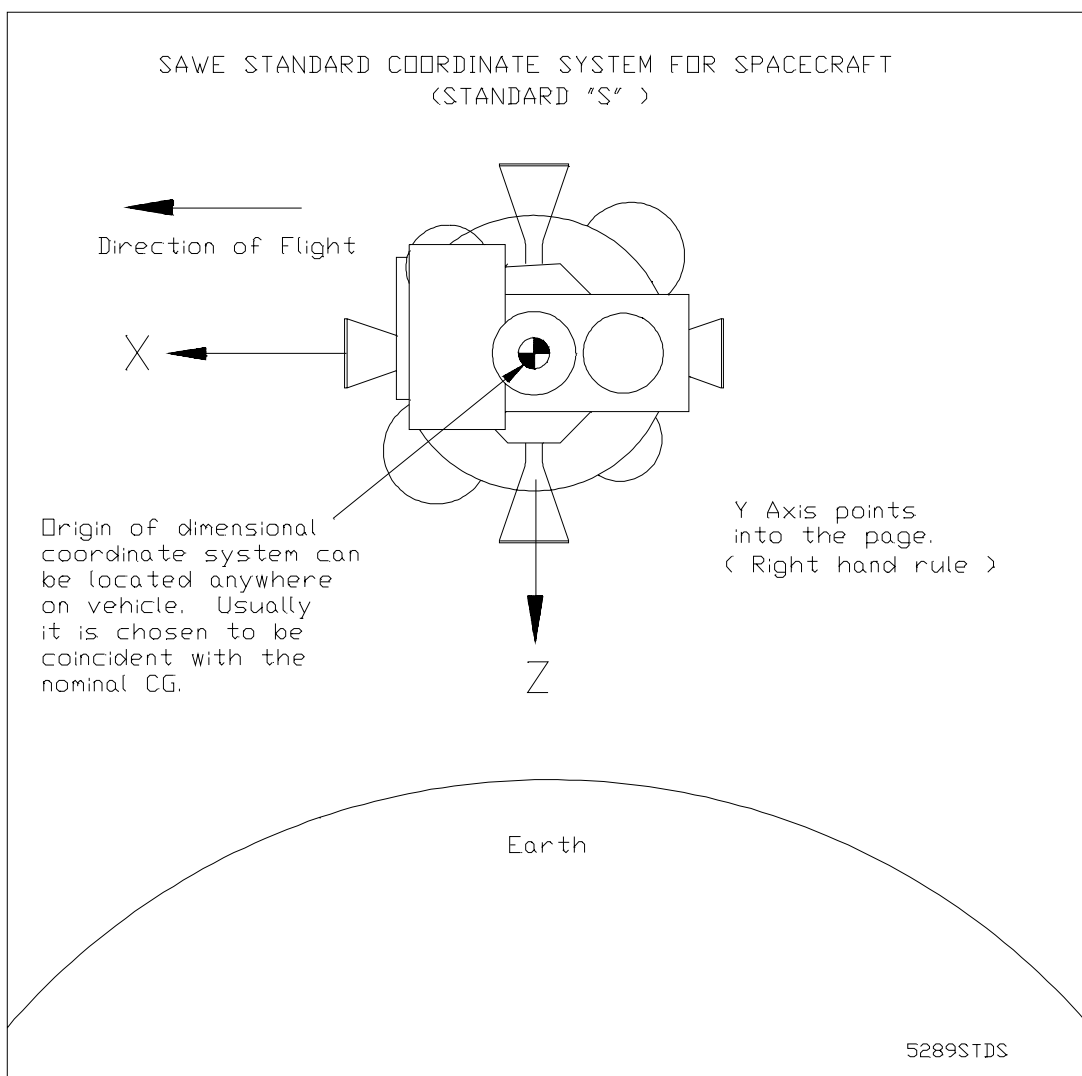 SAWE STANDARD COORDINATE SYSTEM FOR SPACECRAFT
(STANDARD "S" )
Direction of Flight
X
Origin of dimensional
coordinate system can
be located anywhere
on vehicle. Usually
it is chosen to be
coincident with the
nominal CG.
Y Axis points
into the page.
( Right hand rule )
Z
Earth
5289STDS